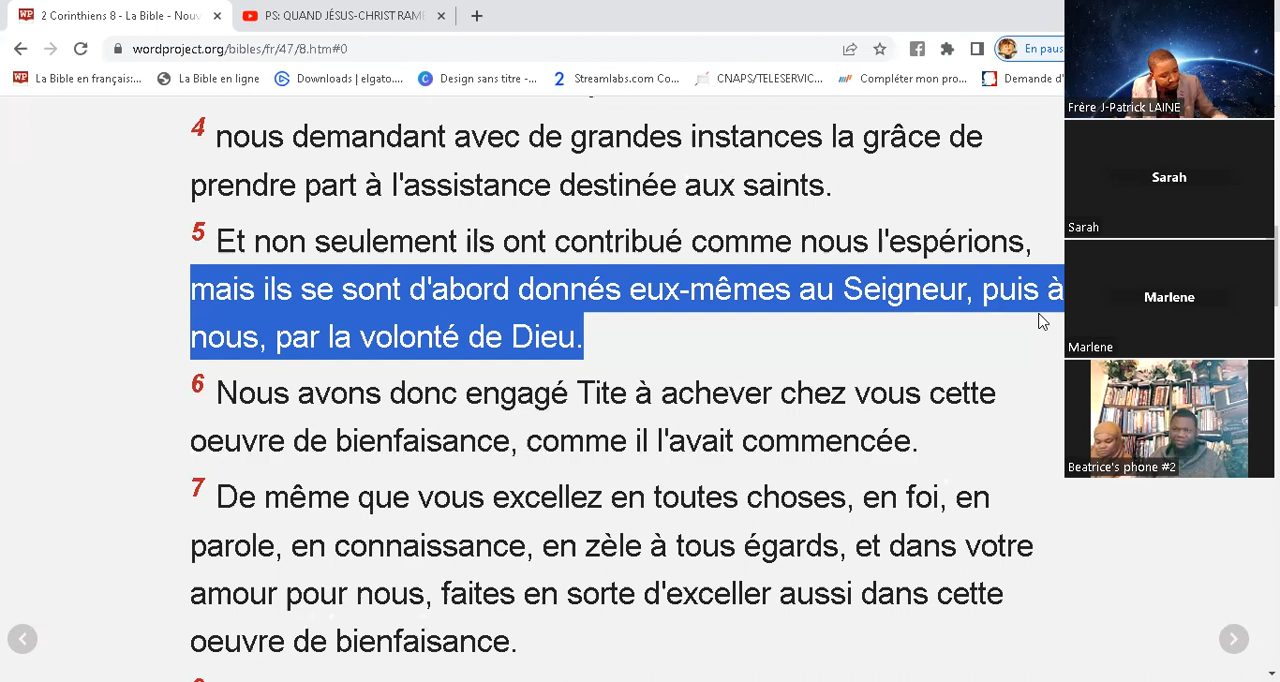 2 Corinthiens 8 - La Bible - Nouv
PS: QUAND JÉSUS-CHRIST RAME
wordproject.org/bibles/fr/47/8.htm#0
En paus
La Bible en français:...
La Bible en ligne
Downloads | elgato....
Design sans titre -...
Streamlabs.com Co...
CNAPS/TELESERVIC...
Compléter mon pro...
Demande d'
4 nous demandant avec de grandes instances la grâce de
prendre part à l'assistance destinée aux saints.
5 Et non seulement ils ont contribué comme nous l'espérions,
mais ils se sont d'abord donnés eux-mêmes au Seigneur, puis à
nous, par la volonté de Dieu.
6 Nous avons donc engagé Tite à achever chez vous cette
oeuvre de bienfaisance, comme il l'avait commencée.
7 De même que vous excellez en toutes choses, en foi, en
parole, en connaissance, en zèle à tous égards, et dans votre
amour pour nous, faites en sorte d'exceller aussi dans cette
oeuvre de bienfaisance.
Frère J-Patrick LAINE
Sarah
Sarah
Marlene
Marlene
Beatrice's phone #2